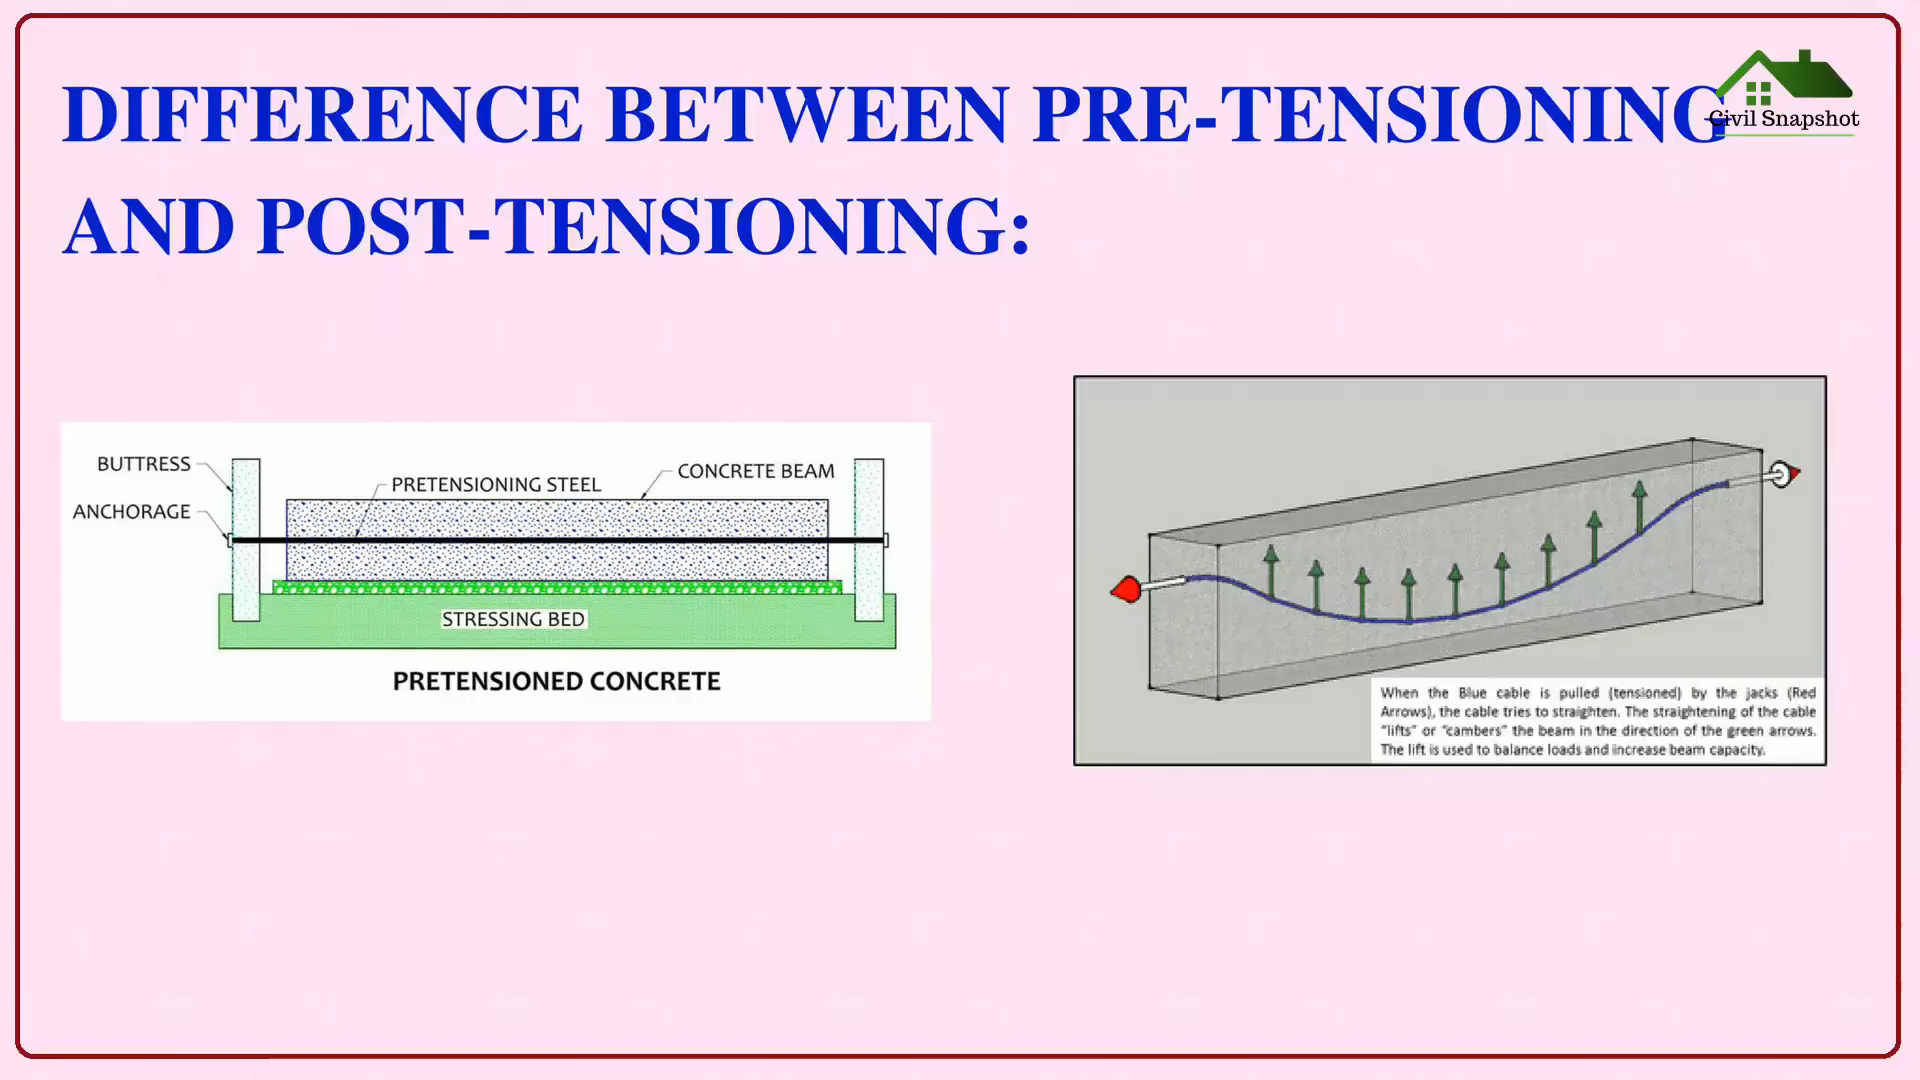 DIFFERENCE BETWEEN PRE-TENSIONING
AND POST-TENSIONING:
Civil Snapshot
BUTTRESS
ANCHORAGE
PRETENSIONING STEEL
CONCRETE BEAM
STRESSING BED
PRETENSIONED CONCRETE
When the Blue cable is pulled (tensioned) by the jacks (Red
Arrows), the cable tries to straighten. The straightening of the cable
“lifts” or “cambers” the beam in the direction of the green arrows.
The lift is used to balance loads and increase beam capacity.